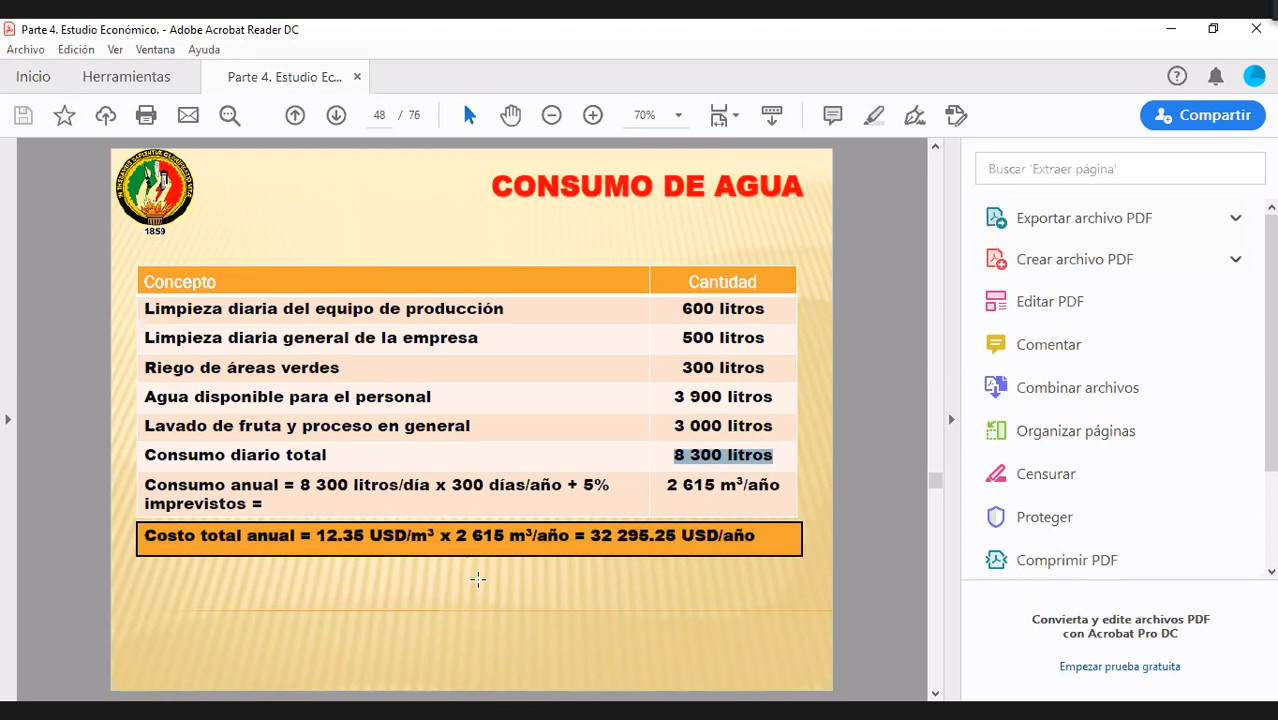 Parte 4. Estudio Económico. - Adobe Acrobat Reader DC
Archivo Edición Ver Ventana Ayuda
Inicio Herramientas Parte 4. Estudio Ec... ×
48 / 76 70% Compartir
1859
CONSUMO DE AGUA
Concepto Cantidad
Limpieza diaria del equipo de producción 600 litros
Limpieza diaria general de la empresa 500 litros
Riego de áreas verdes 300 litros
Agua disponible para el personal 3 900 litros
Lavado de fruta y proceso en general 3 000 litros
Consumo diario total 8 300 litros
Consumo anual = 8 300 litros/día x 300 días/año + 5% 2 615 m³/año
imprevistos =
Costo total anual = 12.35 USD/m³ x 2 615 m³/año = 32 295.25 USD/año
Buscar 'Extraer página'
Exportar archivo PDF
Crear archivo PDF
Editar PDF
Comentar
Combinar archivos
Organizar páginas
Censurar
Proteger
Comprimir PDF
Convierta y edite archivos PDF
con Acrobat Pro DC
Empezar prueba gratuita